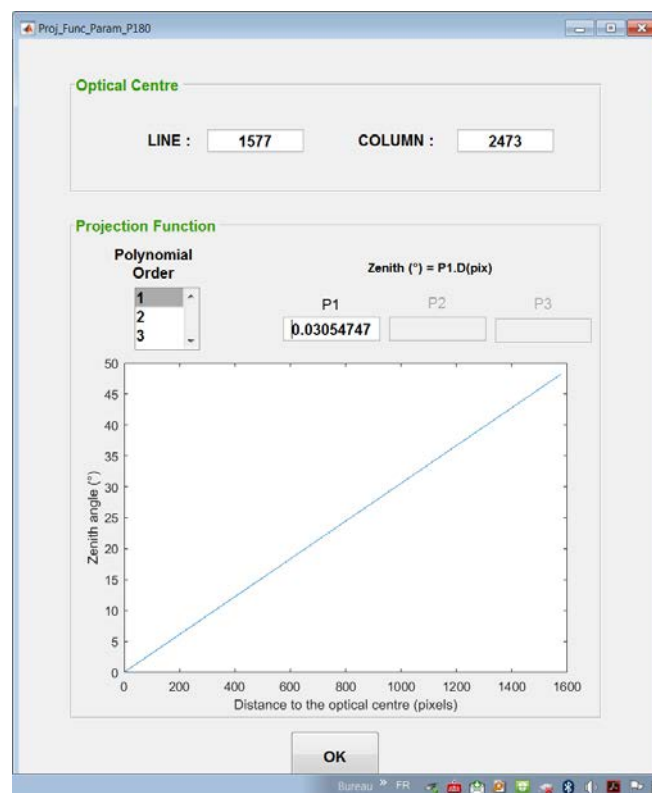 Proj_Func_Param_P180
Optical Centre
LINE : 1577 COLUMN : 2473
Projection Function
Polynomial
Order
Zenith (°) = P1.D(pix)
1
2
3
P1 P2 P3
0.03054747
50
45
40
35
30
25
20
15
10
5
0
Zenith angle (°)
0 200 400 600 800 1000 1200 1400 1600
Distance to the optical centre (pixels)
OK
Bureau » FR